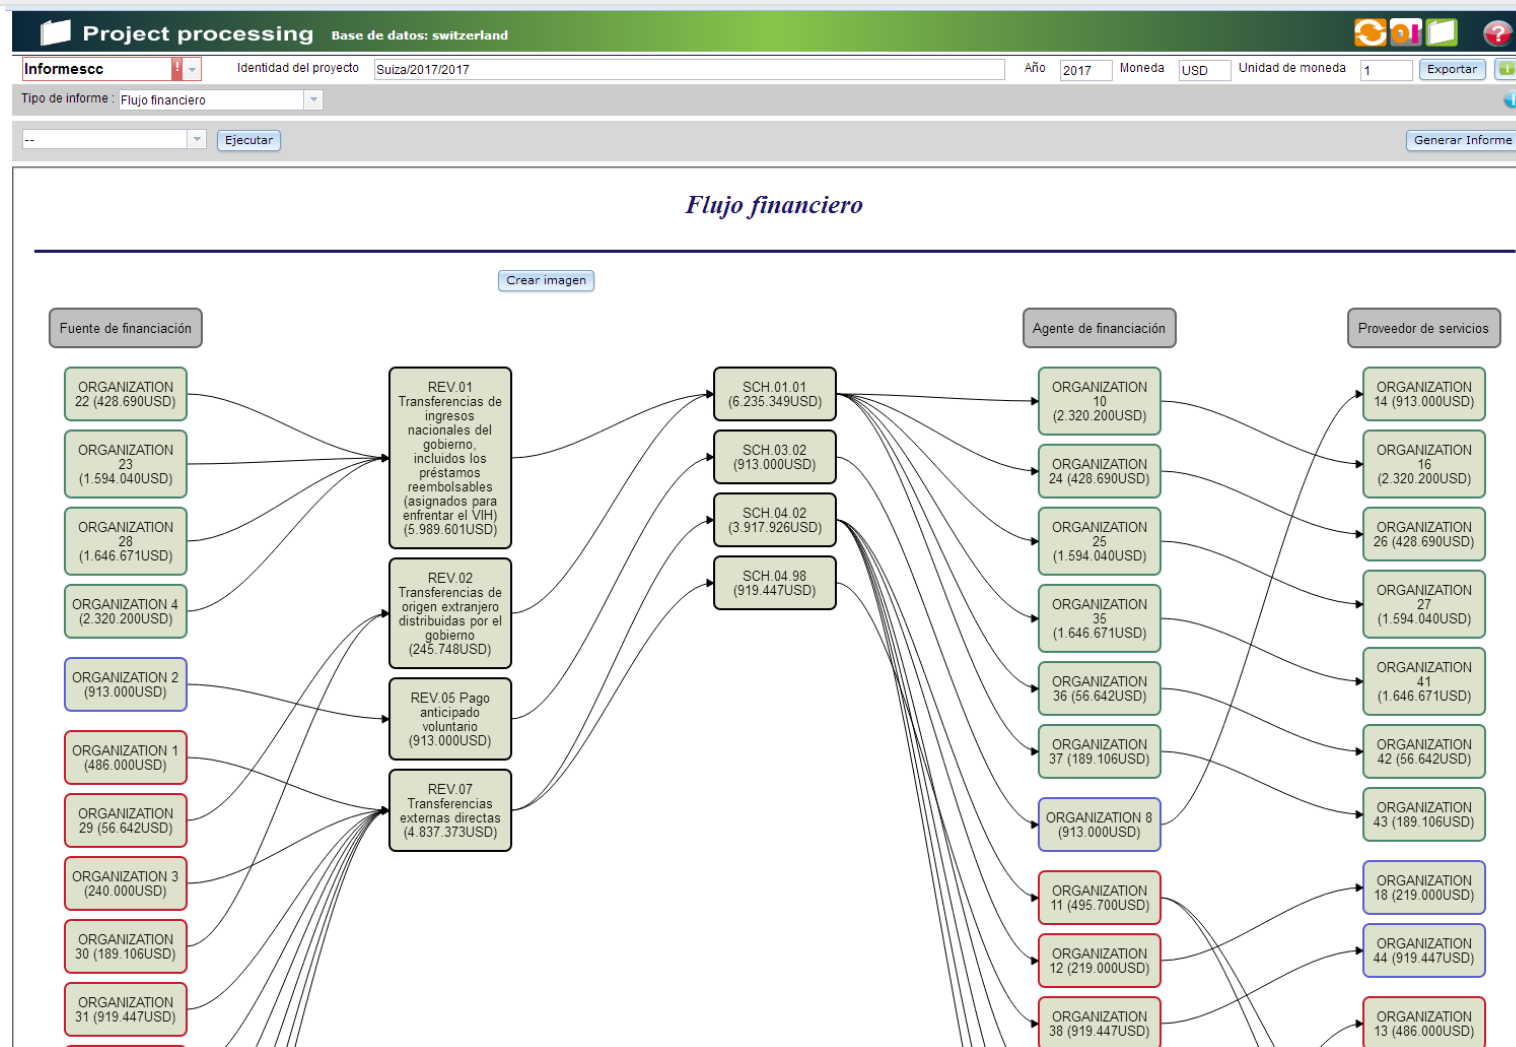 Project processing Base de datos: switzerland
Informescc ! Identidad del proyecto Suiza/2017/2017 Año 2017 Moneda USD Unidad de moneda 1 Exportar
Tipo de informe : Flujo financiero
-- Ejecutar Generar Informe
Flujo financiero
Crear imagen
Fuente de financiación
ORGANIZATION
22 (428.690USD)
ORGANIZATION
23
(1.594.040USD)
ORGANIZATION
28
(1.646.671USD)
ORGANIZATION 4
(2.320.200USD)
ORGANIZATION 2
(913.000USD)
ORGANIZATION 1
(486.000USD)
ORGANIZATION
29 (56.642USD)
ORGANIZATION 3
(240.000USD)
ORGANIZATION
30 (189.106USD)
ORGANIZATION
31 (919.447USD)
REV.01
Transferencias de
ingresos
nacionales del
gobierno,
incluidos los
préstamos
reembolsables
(asignados para
enfrentar el VIH)
(5.989.601USD)
REV.02
Transferencias de
origen extranjero
distribuidas por el
gobierno
(245.748USD)
REV.05 Pago
anticipado
voluntario
(913.000USD)
REV.07
Transferencias
externas directas
(4.837.373USD)
SCH.01.01
(6.235.349USD)
SCH.03.02
(913.000USD)
SCH.04.02
(3.917.926USD)
SCH.04.98
(919.447USD)
Agente de financiación
ORGANIZATION
10
(2.320.200USD)
ORGANIZATION
24 (428.690USD)
ORGANIZATION
25
(1.594.040USD)
ORGANIZATION
35
(1.646.671USD)
ORGANIZATION
36 (56.642USD)
ORGANIZATION
37 (189.106USD)
ORGANIZATION 8
(913.000USD)
ORGANIZATION
11 (495.700USD)
ORGANIZATION
12 (219.000USD)
ORGANIZATION
38 (919.447USD)
Proveedor de servicios
ORGANIZATION
14 (913.000USD)
ORGANIZATION
16
(2.320.200USD)
ORGANIZATION
26 (428.690USD)
ORGANIZATION
27
(1.594.040USD)
ORGANIZATION
41
(1.646.671USD)
ORGANIZATION
42 (56.642USD)
ORGANIZATION
43 (189.106USD)
ORGANIZATION
18 (219.000USD)
ORGANIZATION
44 (919.447USD)
ORGANIZATION
13 (486.000USD)